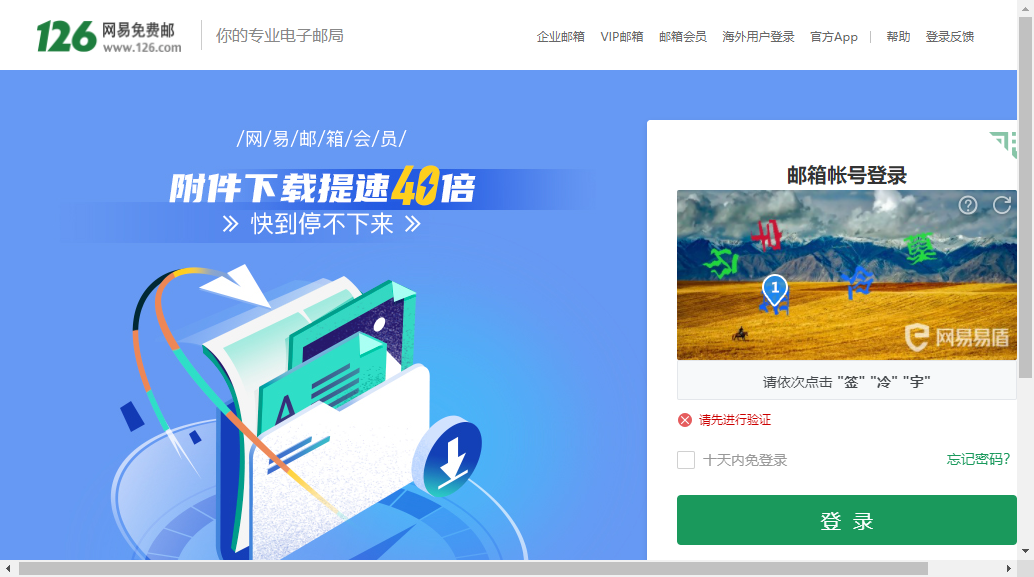 126 网易免费邮
www.126.com
你的专业电子邮局
企业邮箱 VIP邮箱 邮箱会员 海外用户登录 官方App | 帮助 登录反馈
/网/易/邮/箱/会/员/
附件下载提速40倍
快到停不下来
邮箱帐号登录
冷
1
网易易盾
请依次点击 "签" "冷" "宇"
请先进行验证
十天内免登录
忘记密码?
登 录
A